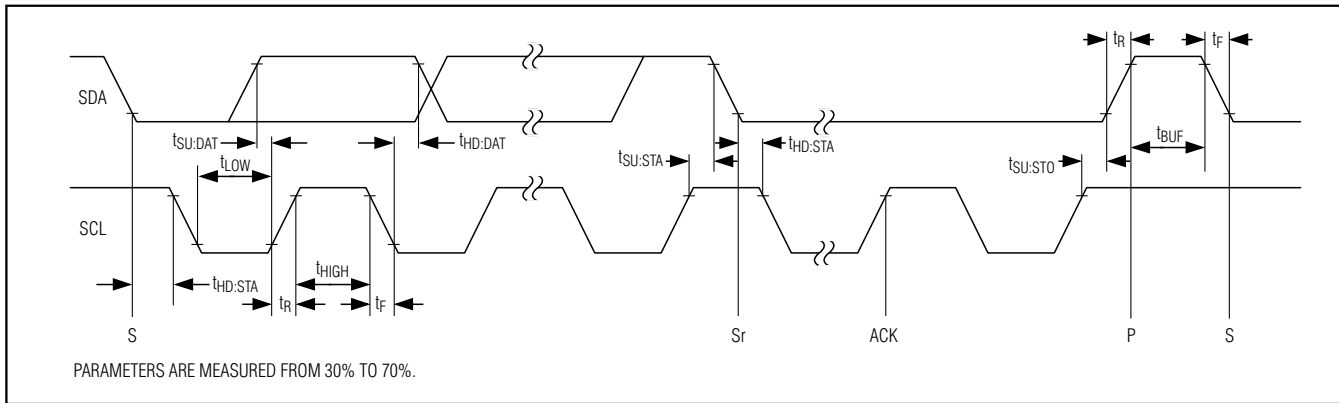 tR
tF
SDA
tSU:DAT
tHD:DAT
tLOW
tSU:STA
tHD:STA
tBUF
tSU:STO
SCL
tHD:STA
tHIGH
tR
tF
S
Sr
ACK
P
S
PARAMETERS ARE MEASURED FROM 30% TO 70%.